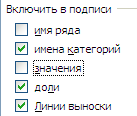 Включить в подписи
имя ряда
имена категорий
значения
доли
Линии выноски